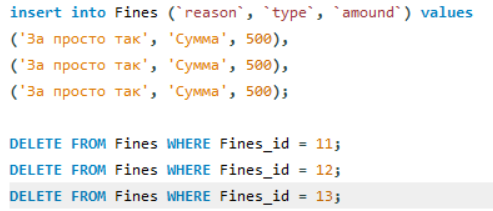 insert into Fines (`reason`, `type`, `amound`) values
('За просто так', 'Сумма', 500),
('За просто так', 'Сумма', 500),
('За просто так', 'Сумма', 500);
DELETE FROM Fines WHERE Fines_id = 11;
DELETE FROM Fines WHERE Fines_id = 12;
DELETE FROM Fines WHERE Fines_id = 13;